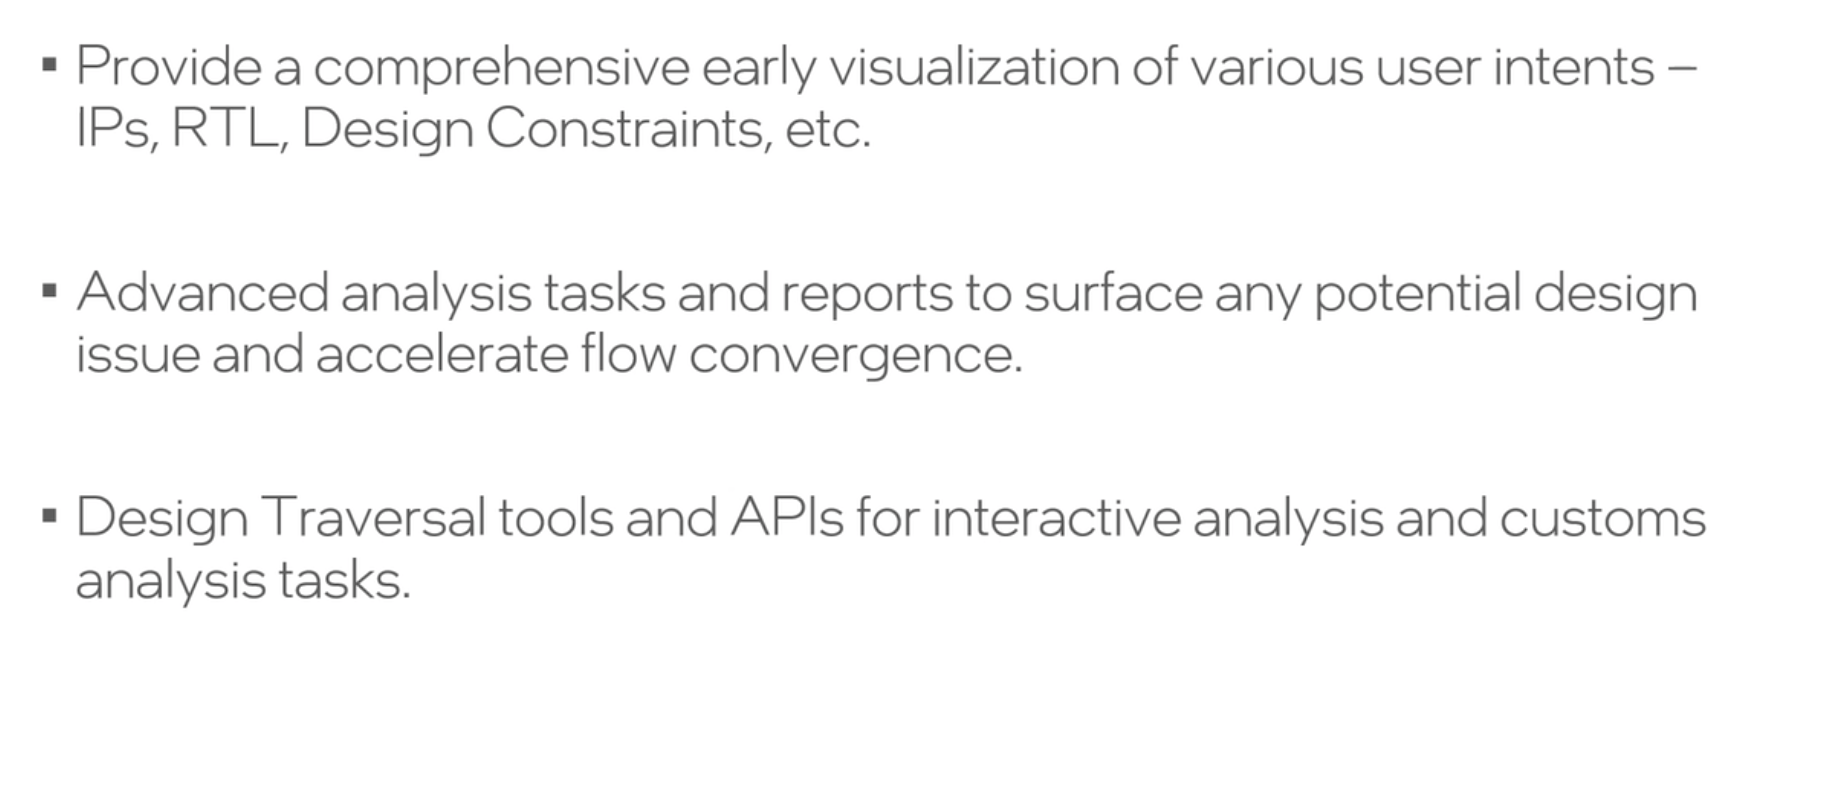 ▪ Provide a comprehensive early visualization of various user intents –
IPs, RTL, Design Constraints, etc.
▪ Advanced analysis tasks and reports to surface any potential design
issue and accelerate flow convergence.
▪ Design Traversal tools and APIs for interactive analysis and customs
analysis tasks.